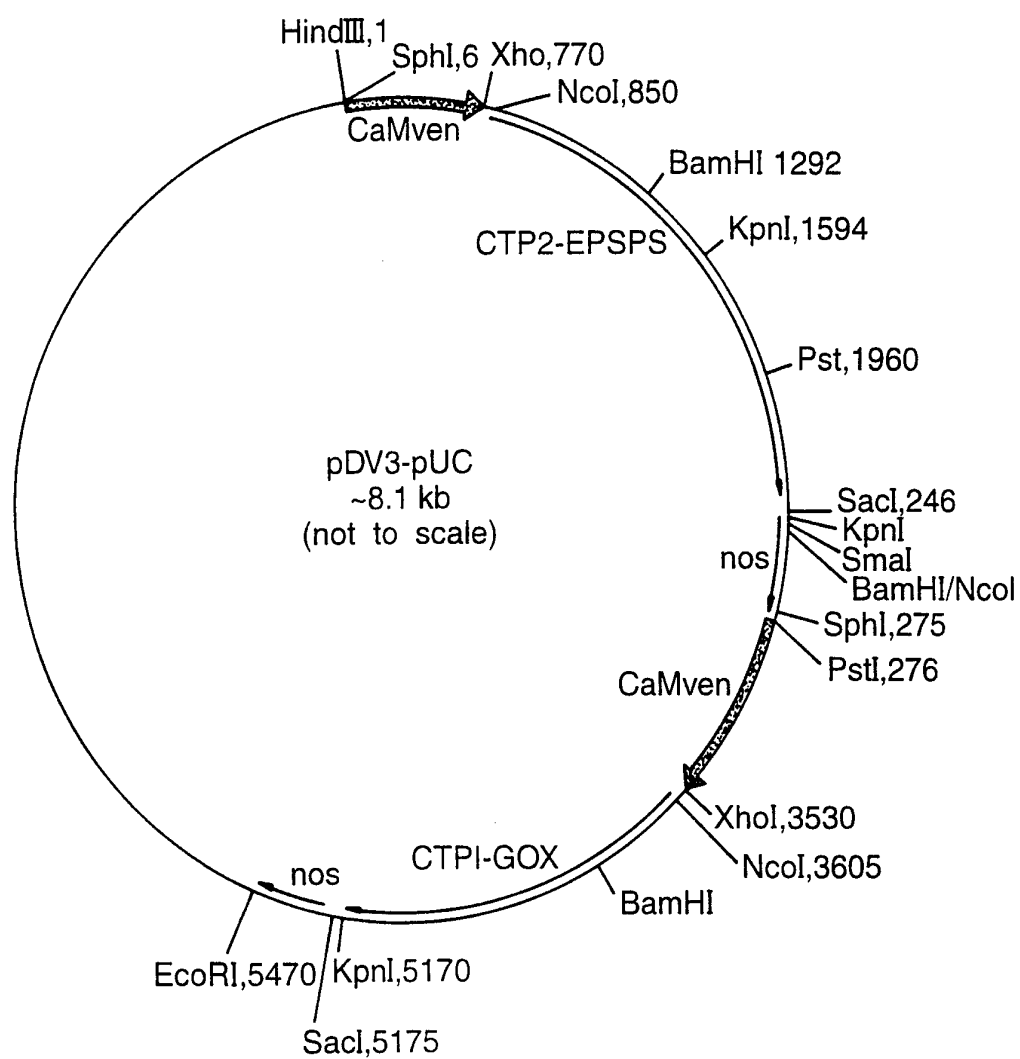 HindIII,1
SphI,6
Xho,770
NcoI,850
CaMven
BamHI 1292
KpnI,1594
CTP2-EPSPS
Pst,1960
pDV3-pUC
~8.1 kb
(not to scale)
SacI,246
KpnI
SmaI
nos
BamHI/NcoI
SphI,275
PstI,276
CaMven
XhoI,3530
NcoI,3605
CTPI-GOX
BamHI
nos
EcoRI,5470
KpnI,5170
SacI,5175